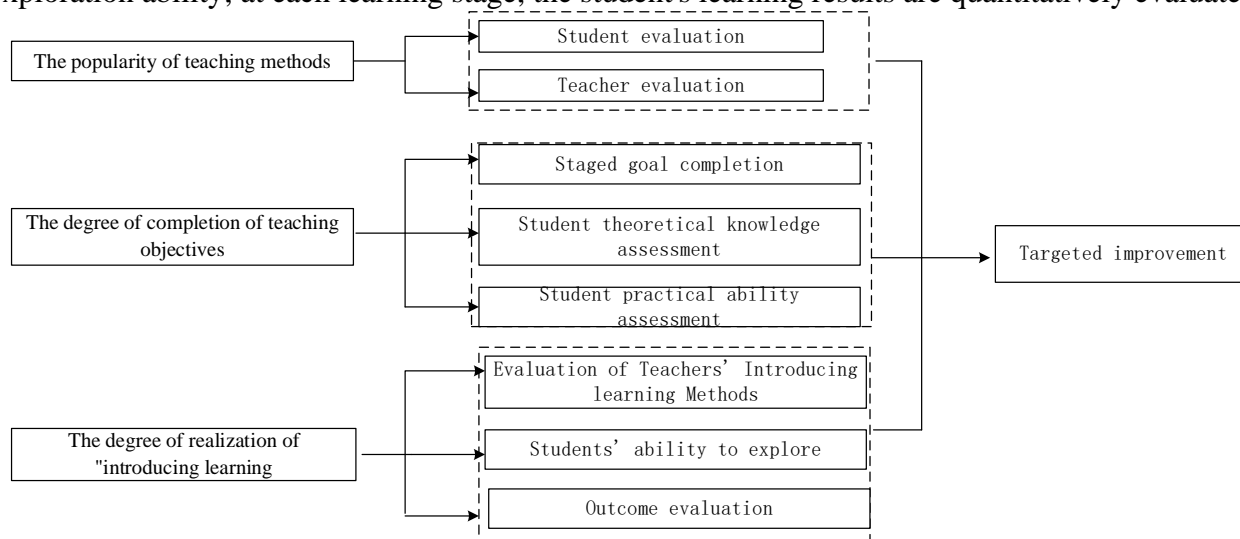 exploration ability, at each learning stage, the student's learning results are quantitatively evaluate
Student evaluation
The popularity of teaching methods
Teacher evaluation
Staged goal completion
The degree of completion of teaching
objectives
Student theoretical knowledge
assessment
Student practical ability
assessment
Targeted improvement
Evaluation of Teachers' Introducing
learning Methods
The degree of realization of
"introducing learning
Students' ability to explore
Outcome evaluation